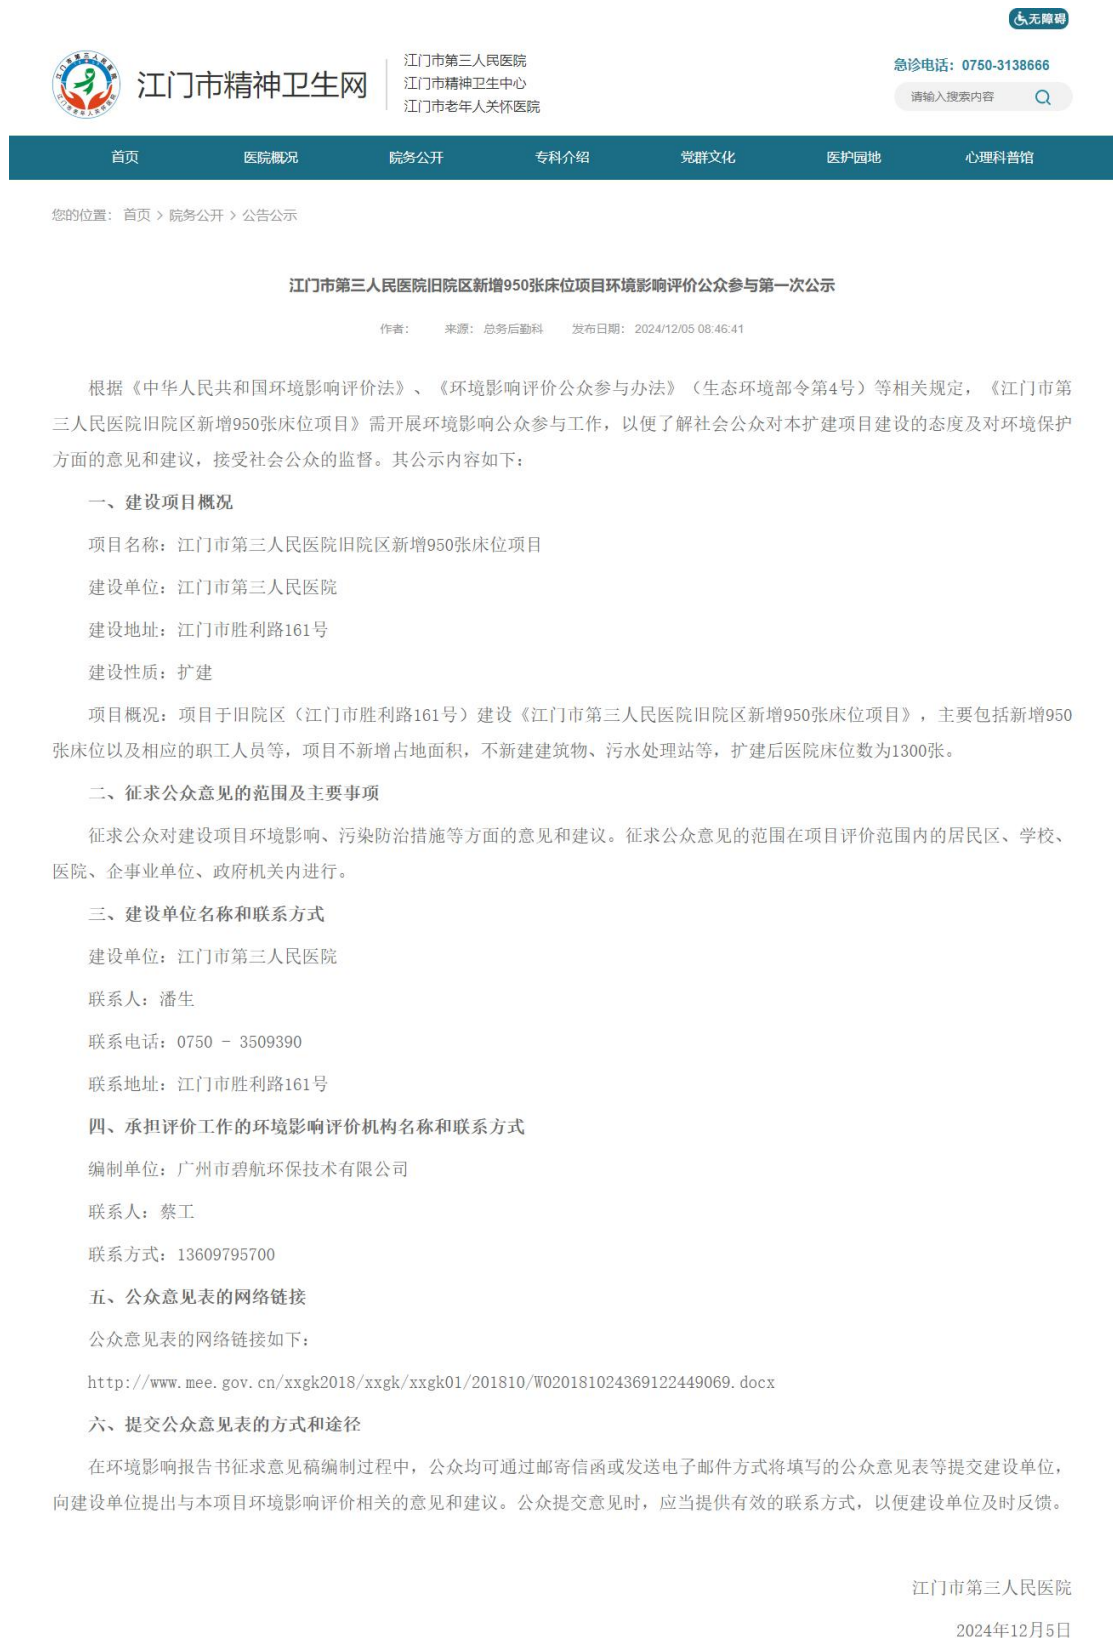 无障碍
江门市精神卫生网
江门市第三人民医院
江门市精神卫生中心
江门市老年人关怀医院
急诊电话：0750-3138666
请输入搜索内容
首页 医院概况 院务公开 专科介绍 党群文化 医护园地 心理科普馆
您的位置： 首页 > 院务公开 > 公告公示
江门市第三人民医院旧院区新增950张床位项目环境影响评价公众参与第一次公示
作者： 来源： 总务后勤科 发布日期： 2024/12/05 08:46:41
根据《中华人民共和国环境影响评价法》、《环境影响评价公众参与办法》（生态环境部令第4号）等相关规定，《江门市第
三人民医院旧院区新增950张床位项目》需开展环境影响公众参与工作，以便了解社会公众对本扩建项目建设的态度及对环境保护
方面的意见和建议，接受社会公众的监督。其公示内容如下：
一、建设项目概况
项目名称：江门市第三人民医院旧院区新增950张床位项目
建设单位：江门市第三人民医院
建设地址：江门市胜利路161号
建设性质：扩建
项目概况：项目于旧院区（江门市胜利路161号）建设《江门市第三人民医院旧院区新增950张床位项目》，主要包括新增950
张床位以及相应的职工人员等，项目不新增占地面积，不新建建筑物、污水处理站等，扩建后医院床位数为1300张。
二、征求公众意见的范围及主要事项
征求公众对建设项目环境影响、污染防治措施等方面的意见和建议。征求公众意见的范围在项目评价范围内的居民区、学校、
医院、企事业单位、政府机关内进行。
三、建设单位名称和联系方式
建设单位：江门市第三人民医院
联系人：潘生
联系电话：0750 - 3509390
联系地址：江门市胜利路161号
四、承担评价工作的环境影响评价机构名称和联系方式
编制单位：广州市碧航环保技术有限公司
联系人：蔡工
联系方式：13609795700
五、公众意见表的网络链接
公众意见表的网络链接如下：
http://www.mee.gov.cn/xxgk2018/xxgk/xxgk01/201810/W020181024369122449069.docx
六、提交公众意见表的方式和途径
在环境影响报告书征求意见稿编制过程中，公众均可通过邮寄信函或发送电子邮件方式将填写的公众意见表等提交建设单位，
向建设单位提出与本项目环境影响评价相关的意见和建议。公众提交意见时，应当提供有效的联系方式，以便建设单位及时反馈。
江门市第三人民医院
2024年12月5日